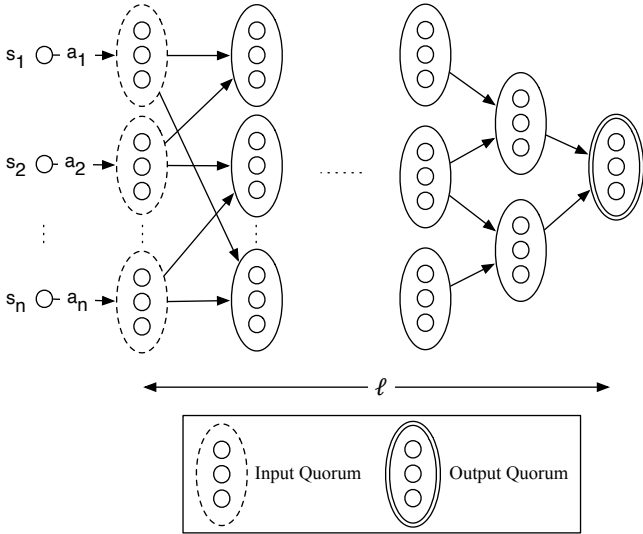 s1 a1
s2 a2
sn an
ℓ
Input Quorum
Output Quorum